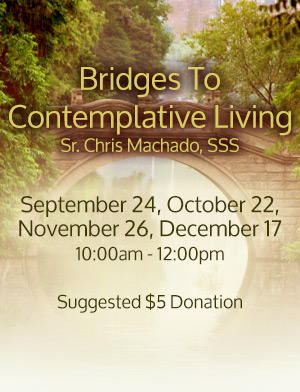 Bridges To
Contemplative Living
Sr. Chris Machado, SSS
September 24, October 22,
November 26, December 17
10:00am - 12:00pm
Suggested $5 Donation